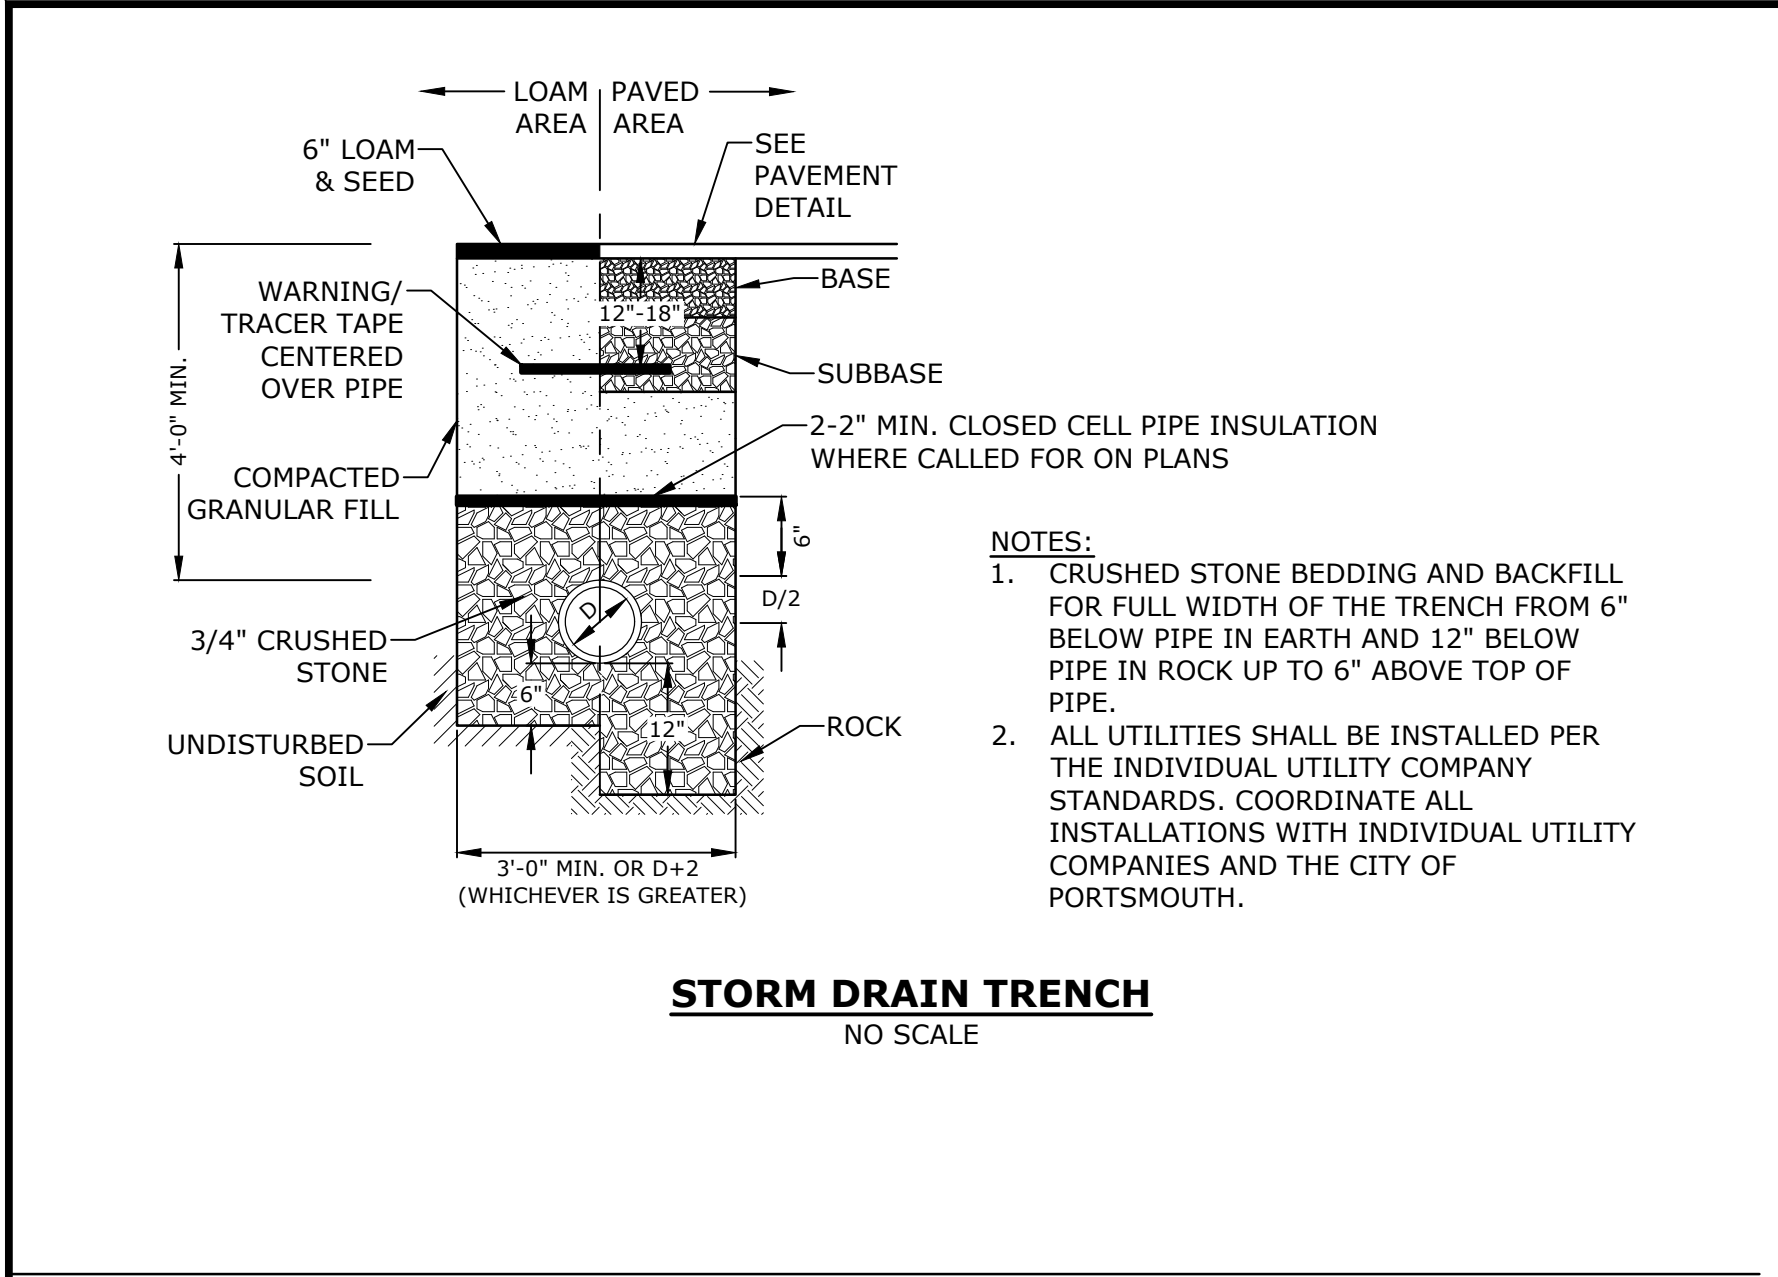 LOAM AREA
PAVED AREA
6" LOAM
& SEED
SEE
PAVEMENT
DETAIL
WARNING/
TRACER TAPE
CENTERED
OVER PIPE
BASE
12"-18"
SUBBASE
4'-0" MIN.
2-2" MIN. CLOSED CELL PIPE INSULATION
WHERE CALLED FOR ON PLANS
COMPACTED
GRANULAR FILL
6"
D/2
D
3/4" CRUSHED
STONE
6"
12"
ROCK
UNDISTURBED
SOIL
3'-0" MIN. OR D+2
(WHICHEVER IS GREATER)
NOTES:
1. CRUSHED STONE BEDDING AND BACKFILL
FOR FULL WIDTH OF THE TRENCH FROM 6"
BELOW PIPE IN EARTH AND 12" BELOW
PIPE IN ROCK UP TO 6" ABOVE TOP OF
PIPE.
2. ALL UTILITIES SHALL BE INSTALLED PER
THE INDIVIDUAL UTILITY COMPANY
STANDARDS. COORDINATE ALL
INSTALLATIONS WITH INDIVIDUAL UTILITY
COMPANIES AND THE CITY OF
PORTSMOUTH.
STORM DRAIN TRENCH
NO SCALE